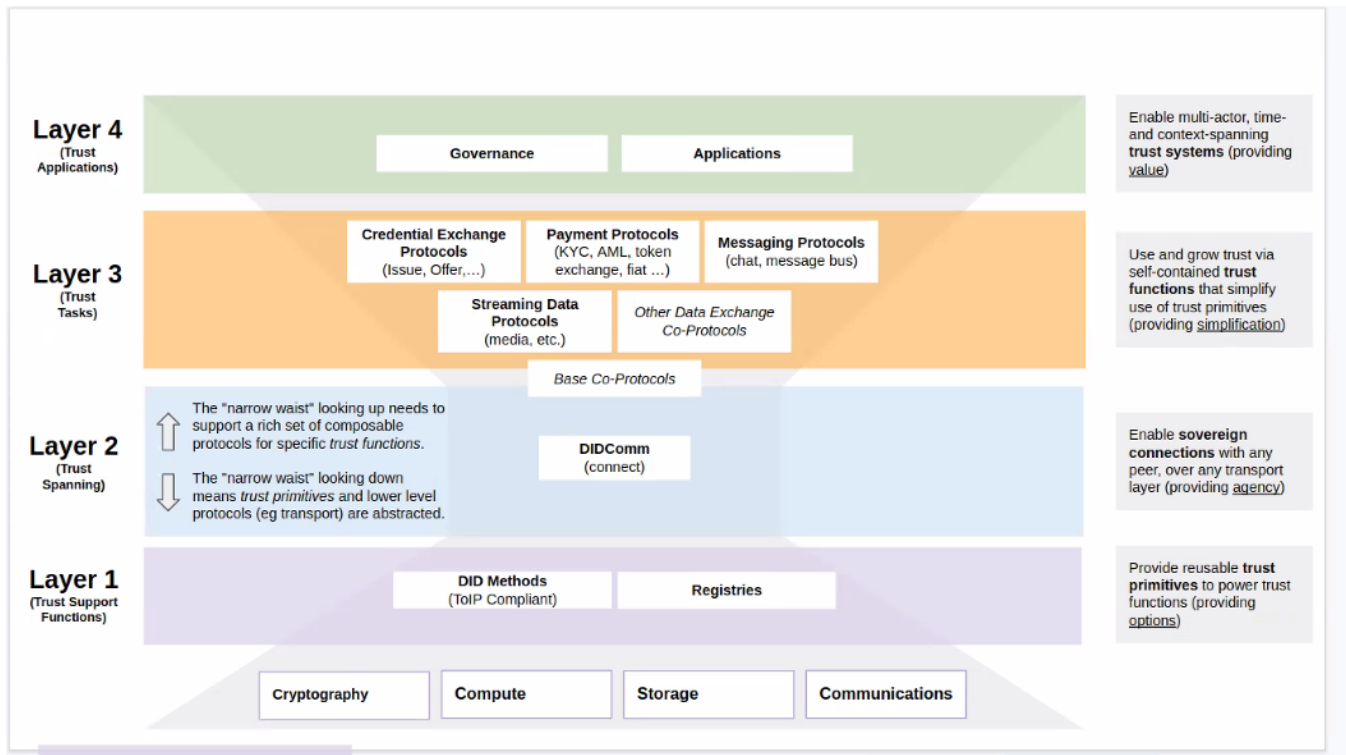 Layer 4
(Trust
Applications)
Governance
Applications
Enable multi-actor, time-
and context-spanning
trust systems (providing
value)
Layer 3
(Trust
Tasks)
Credential Exchange
Protocols
(Issue, Offer,...)
Payment Protocols
(KYC, AML, token
exchange, fiat ...)
Messaging Protocols
(chat, message bus)
Streaming Data
Protocols
(media, etc.)
Other Data Exchange
Co-Protocols
Use and grow trust via
self-contained trust
functions that simplify
use of trust primitives
(providing simplification)
Base Co-Protocols
Layer 2
(Trust
Spanning)
The "narrow waist" looking up needs to
support a rich set of composable
protocols for specific trust functions.
The "narrow waist" looking down
means trust primitives and lower level
protocols (eg transport) are abstracted.
DIDComm
(connect)
Enable sovereign
connections with any
peer, over any transport
layer (providing agency)
Layer 1
(Trust Support
Functions)
DID Methods
(ToIP Compliant)
Registries
Provide reusable trust
primitives to power trust
functions (providing
options)
Cryptography
Compute
Storage
Communications